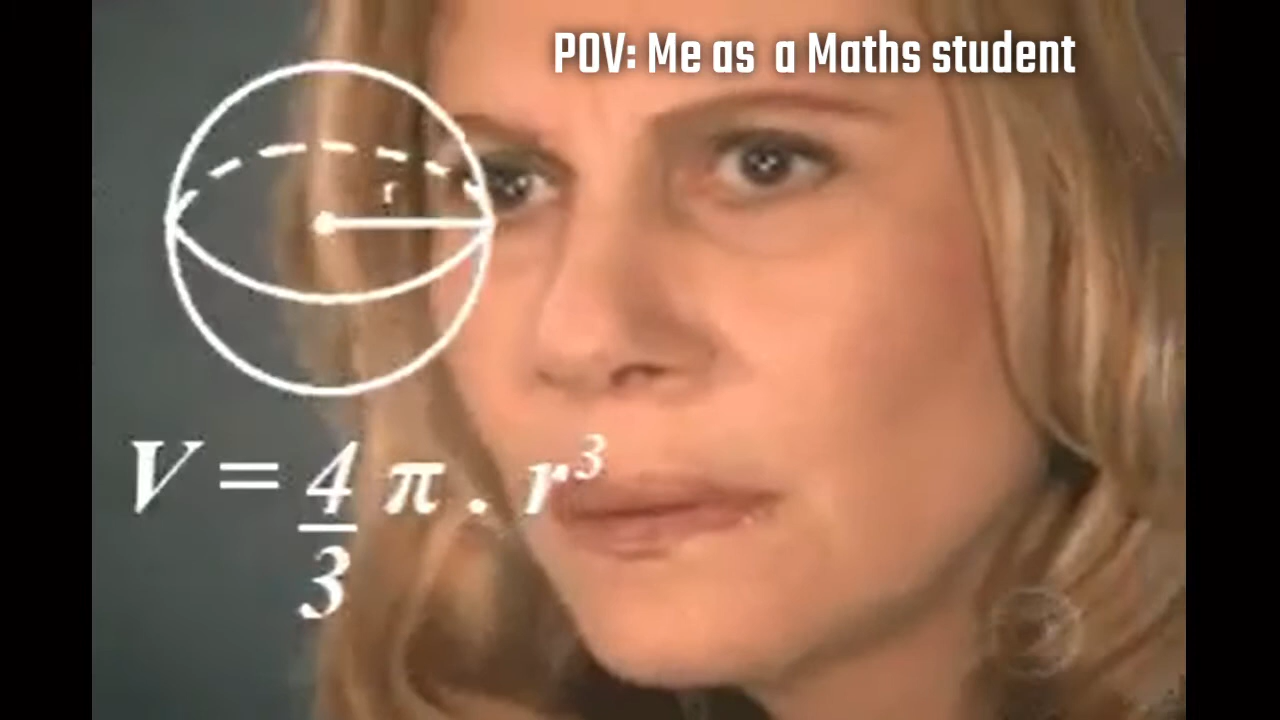 POV: Me as a Maths student
r
V = 4/3 π . r³